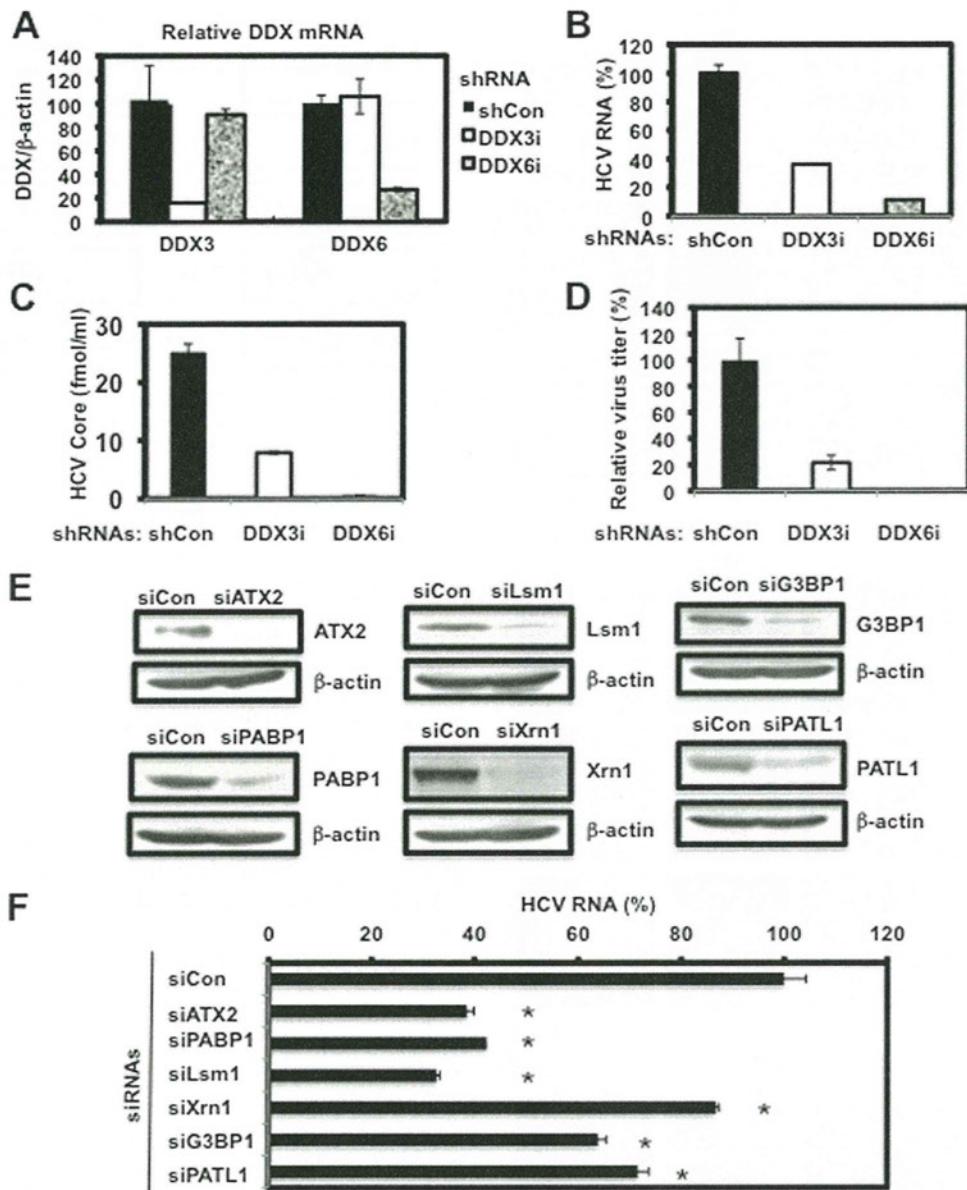 A
Relative DDX mRNA
DDX/β-actin
140
120
100
80
60
40
20
0
DDX3 DDX6
shRNA
shCon
DDX3i
DDX6i
B
HCV RNA (%)
120
100
80
60
40
20
0
shRNAs: shCon DDX3i DDX6i
C
HCV Core (fmol/ml)
30
20
10
0
shRNAs: shCon DDX3i DDX6i
D
Relative virus titer (%)
140
120
100
80
60
40
20
0
shRNAs: shCon DDX3i DDX6i
E
siCon siATX2
ATX2
β-actin
siCon siLsm1
Lsm1
β-actin
siCon siG3BP1
G3BP1
β-actin
siCon siPABP1
PABP1
β-actin
siCon siXrn1
Xrn1
β-actin
siCon siPATL1
PATL1
β-actin
F
HCV RNA (%)
0 20 40 60 80 100 120
siRNAs
siCon
siATX2 *
siPABP1 *
siLsm1 *
siXrn1 *
siG3BP1 *
siPATL1 *